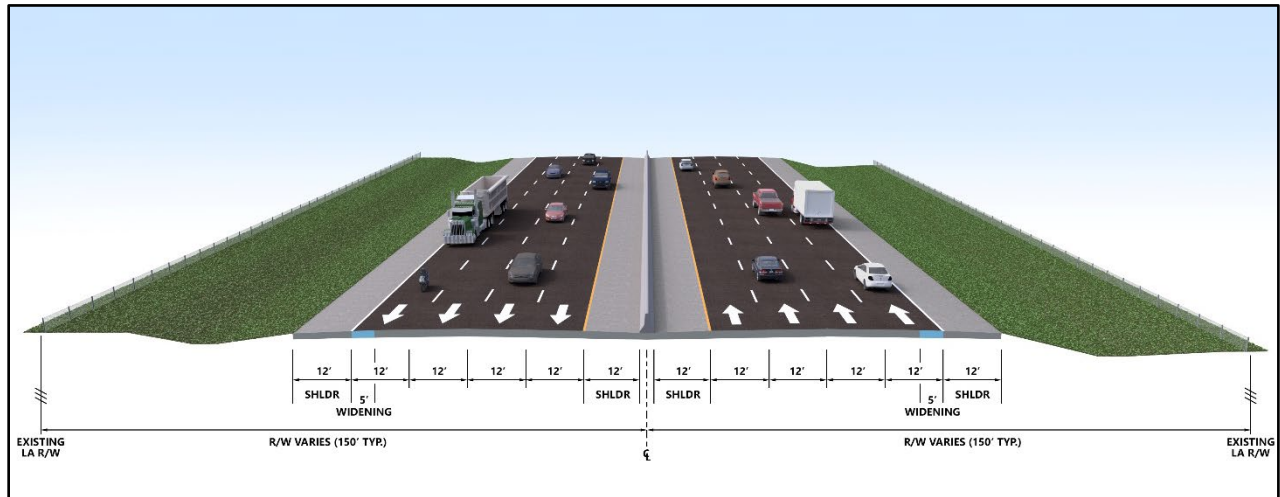 12' 12' 12' 12' 12' 12' 12' 12' 12' 12' 12' 12'
SHLDR 5' SHLDR SHLDR 5' SHLDR
WIDENING WIDENING
EXISTING R/W VARIES (150' TYP.) R/W VARIES (150' TYP.) EXISTING
LA R/W ℄ LA R/W